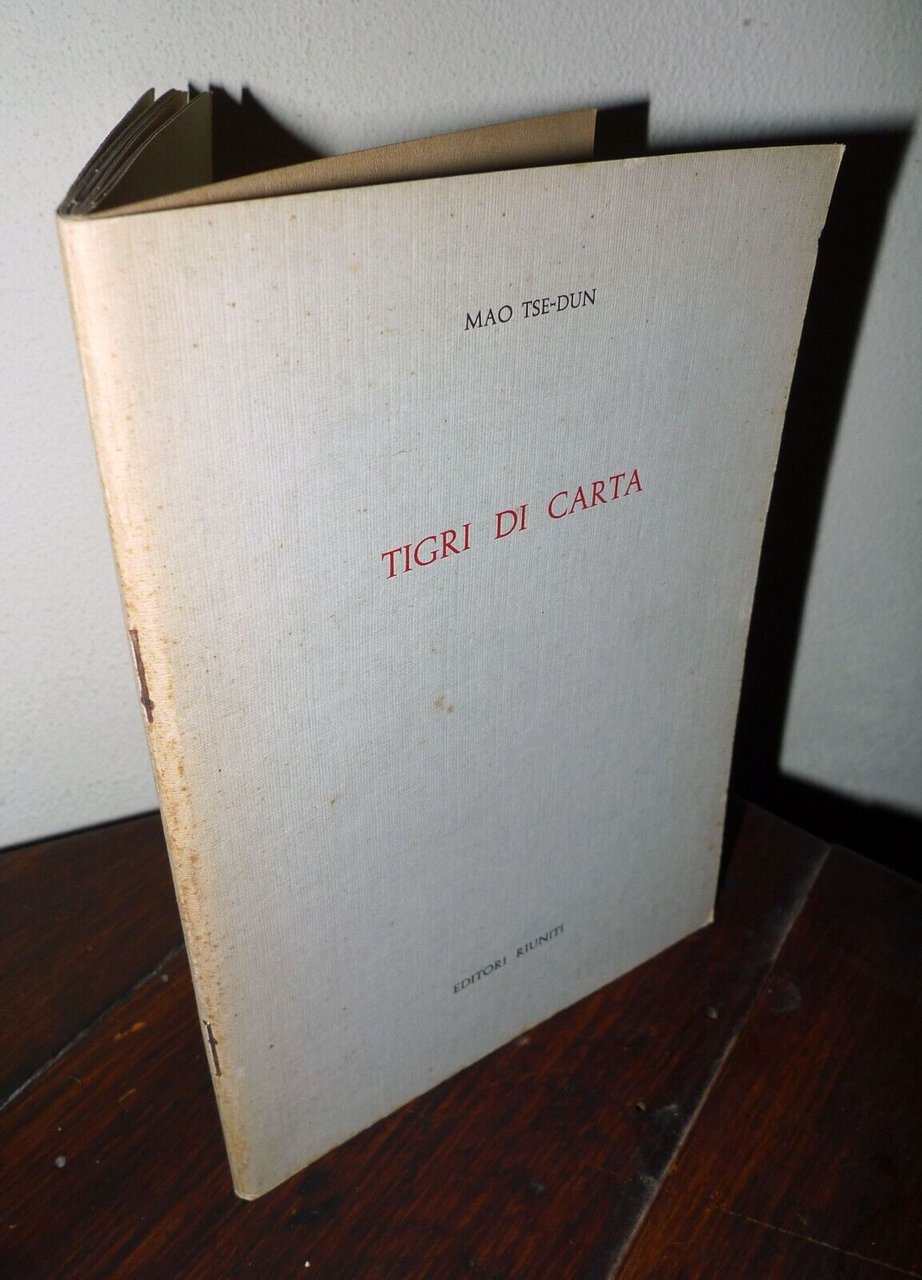 MAO TSE-DUN
TIGRI DI CARTA
EDITORI RIUNITI